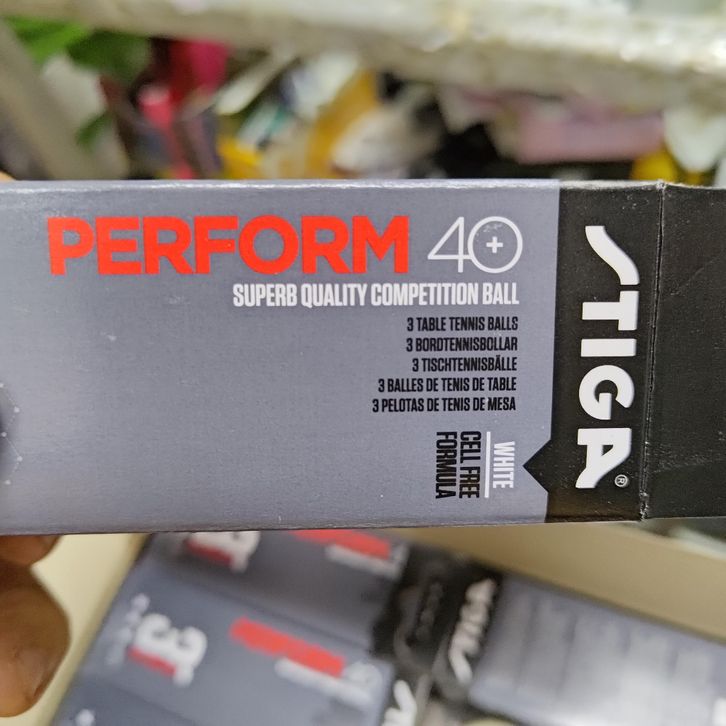 PERFORM 40+
SUPERB QUALITY COMPETITION BALL
3 TABLE TENNIS BALLS
3 BORDTENNISBOLLAR
3 TISCHTENNISBÄLLE
3 BALLES DE TENIS DE TABLE
3 PELOTAS DE TENIS DE MESA
WHITE
CELL FREE
FORMULA
STIGA®
3